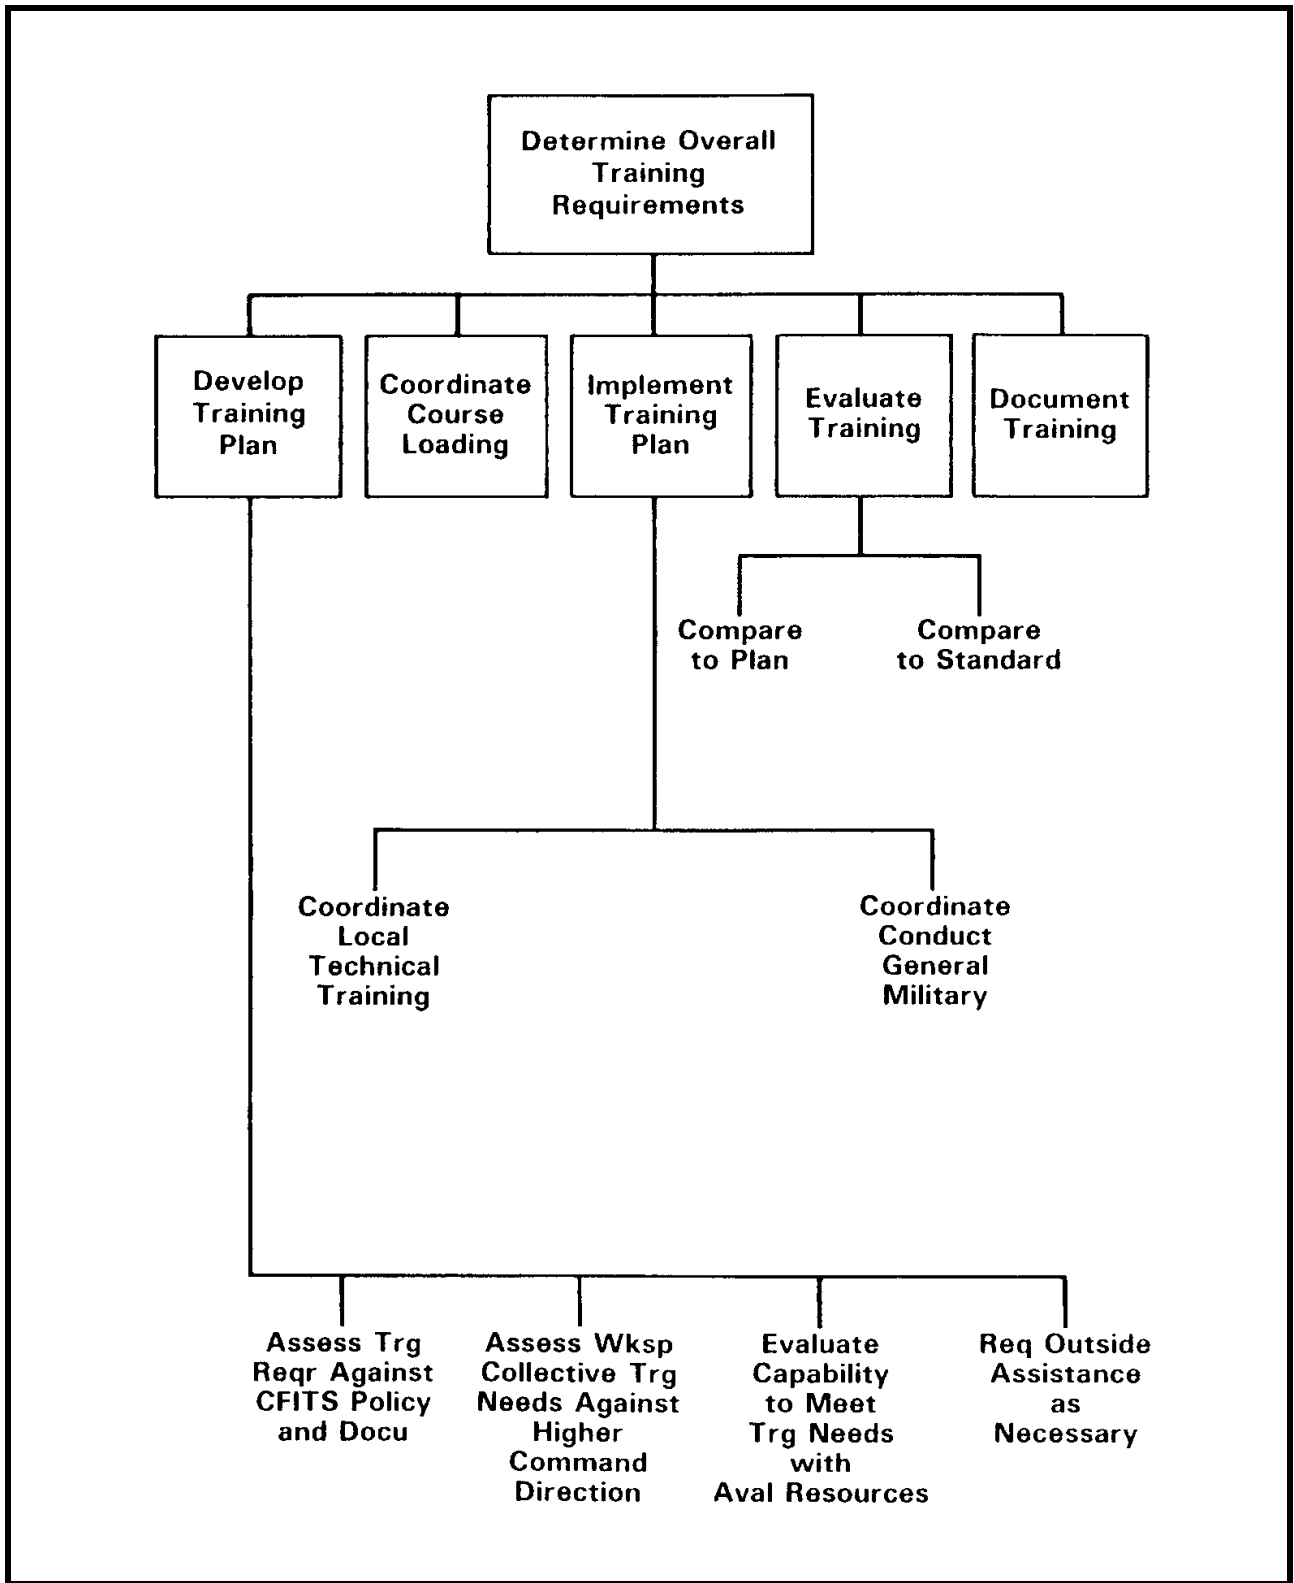 Determine Overall
Training
Requirements
Develop
Training
Plan
Coordinate
Course
Loading
Implement
Training
Plan
Evaluate
Training
Document
Training
Compare
to Plan
Compare
to Standard
Coordinate
Local
Technical
Training
Coordinate
Conduct
General
Military
Assess Trg
Reqr Against
CFITS Policy
and Docu
Assess Wksp
Collective Trg
Needs Against
Higher
Command
Direction
Evaluate
Capability
to Meet
Trg Needs
with
Aval Resources
Req Outside
Assistance
as
Necessary